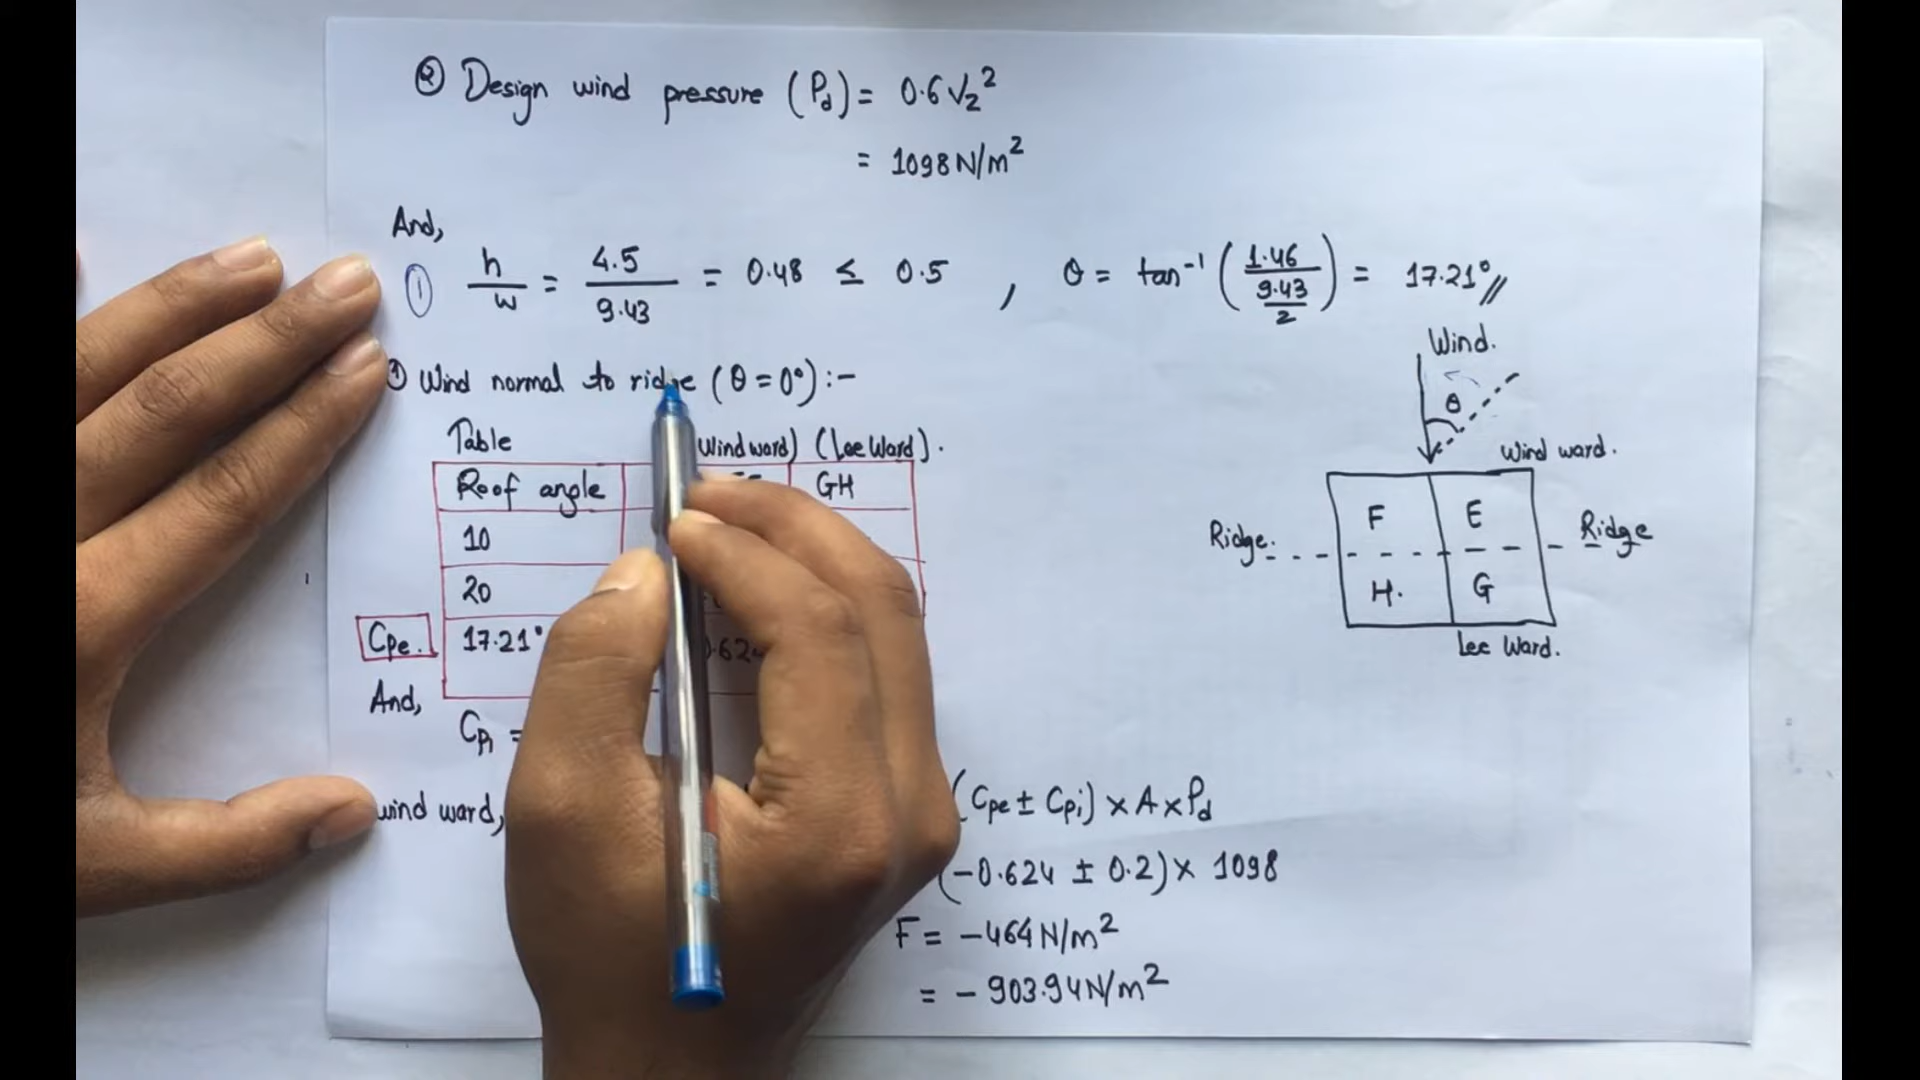 ② Design wind pressure (Pd) = 0.6 Vz²
= 1098 N/m²
And,
① h/w = 4.5/9.43 = 0.48 ≤ 0.5 , θ = tan⁻¹ (1.46/(9.43/2)) = 17.21°//
① Wind normal to ridge (θ = 0°) :-
Wind.
θ
Table
Wind ward) (Lee Ward).
Wind ward.
Roof angle
GH
10
20
Cpe. 17.21° 0.624
F E
Ridge. Ridge
H. G
Lee Ward.
And,
Cpi =
wind ward,
(Cpe ± Cpi) × A × Pd
(-0.624 ± 0.2) × 1098
F = -464 N/m²
= - 903.94 N/m²